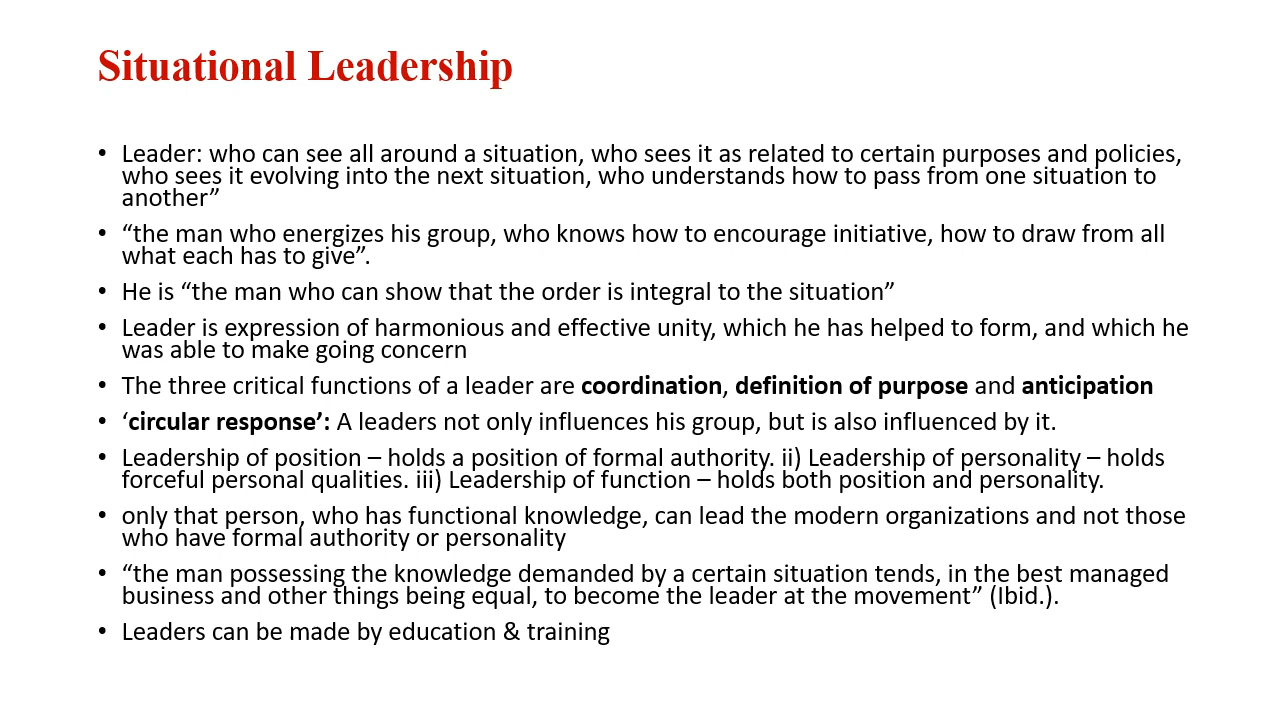 Situational Leadership
• Leader: who can see all around a situation, who sees it as related to certain purposes and policies,
who sees it evolving into the next situation, who understands how to pass from one situation to
another”
• “the man who energizes his group, who knows how to encourage initiative, how to draw from all
what each has to give”.
• He is “the man who can show that the order is integral to the situation”
• Leader is expression of harmonious and effective unity, which he has helped to form, and which he
was able to make going concern
• The three critical functions of a leader are coordination, definition of purpose and anticipation
• ‘circular response’: A leaders not only influences his group, but is also influenced by it.
• Leadership of position – holds a position of formal authority. ii) Leadership of personality – holds
forceful personal qualities. iii) Leadership of function – holds both position and personality.
• only that person, who has functional knowledge, can lead the modern organizations and not those
who have formal authority or personality
• “the man possessing the knowledge demanded by a certain situation tends, in the best managed
business and other things being equal, to become the leader at the movement” (Ibid.).
• Leaders can be made by education & training